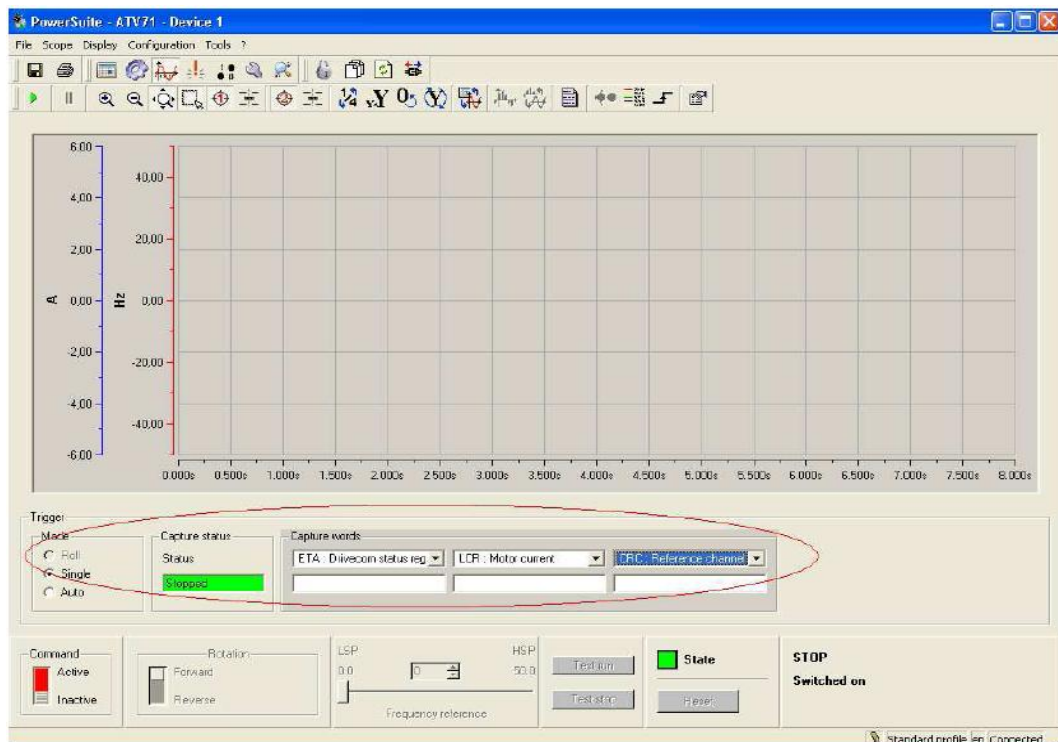 PowerSuite - ATV71 - Device 1
File Scope Display Configuration Tools ?
6.00
4,00
2,00
0,00
-2,00
-4,00
-6.00
A
40,00
20,00
0,00
-20,00
-40,00
Hz
0.000s 0.500s 1.000s 1.500s 2.000s 2.500s 3.000s 3.500s 4.000s 4.500s 5.000s 5.500s 6.000s 6.500s 7.000s 7.500s 8.000s
Trigger
Mode
Roll
Single
Auto
Capture status
Status
Stopped
Capture words
ETA : Drivecom status reg
LCR : Motor current
CRC : Reference channel
Command
Active
Inactive
Rotation
Forward
Reverse
LSP
HSP
0.0
0
50.0
Frequency reference
Test run
Test stop
State
Reset
STOP
Switched on
Standard profile en Connected